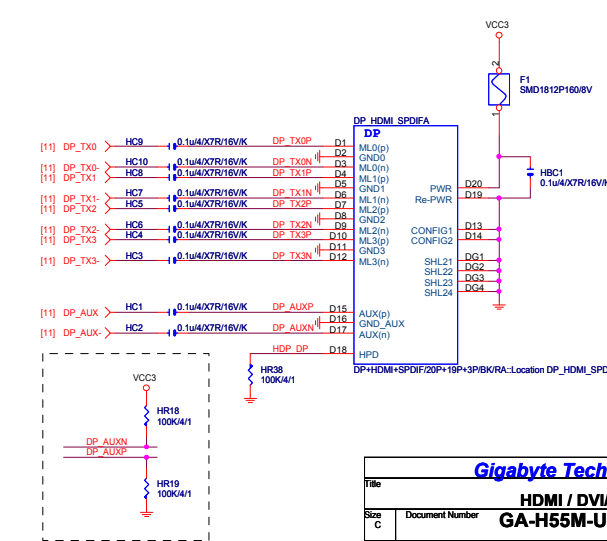 VCC3
2
F1
SMD1812P160/8V
1
DP_HDMI_SPDIFA
DP
[11] DP_TX0 HC9 0.1u/4/X7R/16V/K DP_TX0P D1 ML0(p)
D2 GND0
[11] DP_TX0- HC10 0.1u/4/X7R/16V/K DP_TX0N D3 ML0(n)
[11] DP_TX1 HC8 0.1u/4/X7R/16V/K DP_TX1P D4 ML1(p)
D5 GND1
[11] DP_TX1- HC7 0.1u/4/X7R/16V/K DP_TX1N D6 ML1(n)
[11] DP_TX2 HC5 0.1u/4/X7R/16V/K DP_TX2P D7 ML2(p)
D8 GND2
[11] DP_TX2- HC6 0.1u/4/X7R/16V/K DP_TX2N D9 ML2(n)
[11] DP_TX3 HC4 0.1u/4/X7R/16V/K DP_TX3P D10 ML3(p)
D11 GND3
[11] DP_TX3- HC3 0.1u/4/X7R/16V/K DP_TX3N D12 ML3(n)
PWR D20
Re-PWR D19
HBC1
0.1u/4/X7R/16V/K
CONFIG1 D13
CONFIG2 D14
SHL21 DG1
SHL22 DG2
SHL23 DG3
SHL24 DG4
[11] DP_AUX HC1 0.1u/4/X7R/16V/K DP_AUXP D15 AUX(p)
D16 GND_AUX
[11] DP_AUX- HC2 0.1u/4/X7R/16V/K DP_AUXN D17 AUX(n)
HDP_DP D18 HPD
HR38
100K/4/1
DP+HDMI+SPDIF/20P+19P+3P/BK/RA::Location DP_HDMI_SPD
VCC3
HR18
100K/4/1
DP_AUXN
DP_AUXP
HR19
100K/4/1
Gigabyte Tech
Title
HDMI / DVI/
Size
C
Document Number
GA-H55M-U